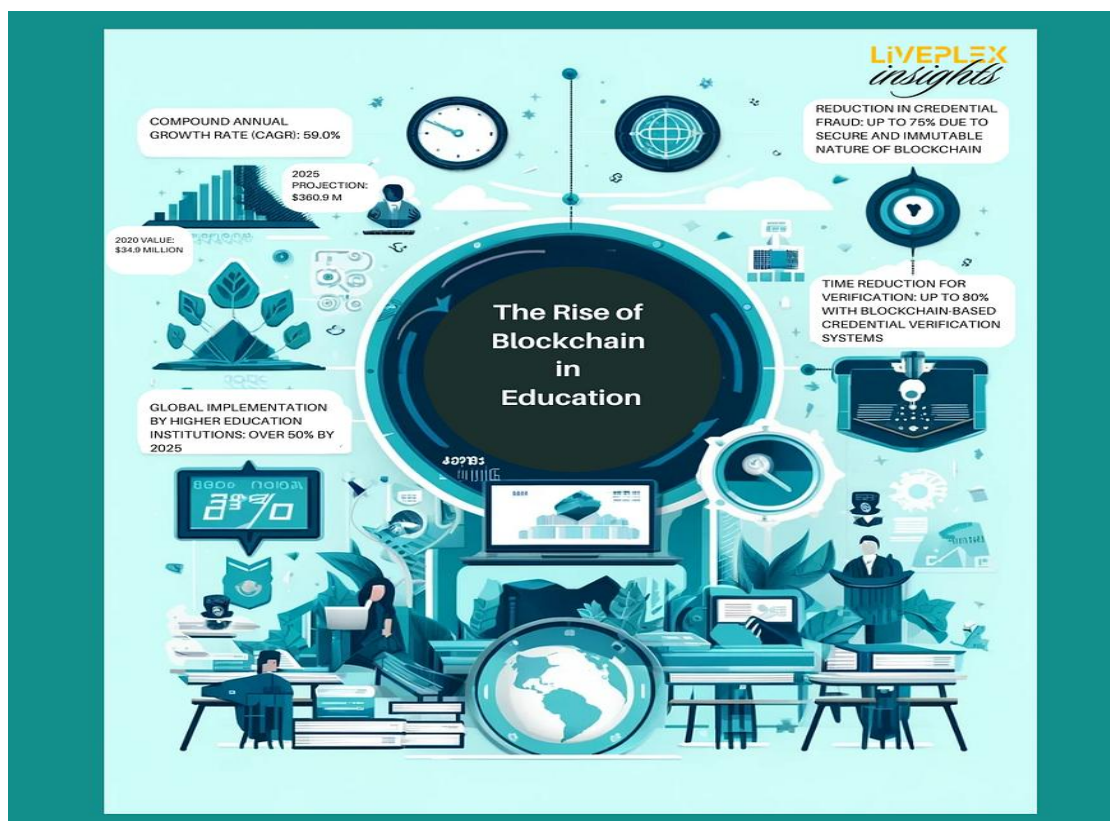 LiVEPLEX
insights
COMPOUND ANNUAL
GROWTH RATE (CAGR): 59.0%
REDUCTION IN CREDENTIAL
FRAUD: UP TO 75% DUE TO
SECURE AND IMMUTABLE
NATURE OF BLOCKCHAIN
2025
PROJECTION:
$360.9 M
2020 VALUE:
$34.9 MILLION
TIME REDUCTION FOR
VERIFICATION: UP TO 80%
WITH BLOCKCHAIN-BASED
CREDENTIAL VERIFICATION
SYSTEMS
The Rise of
Blockchain
in
Education
GLOBAL IMPLEMENTATION
BY HIGHER EDUCATION
INSTITUTIONS: OVER 50% BY
2025